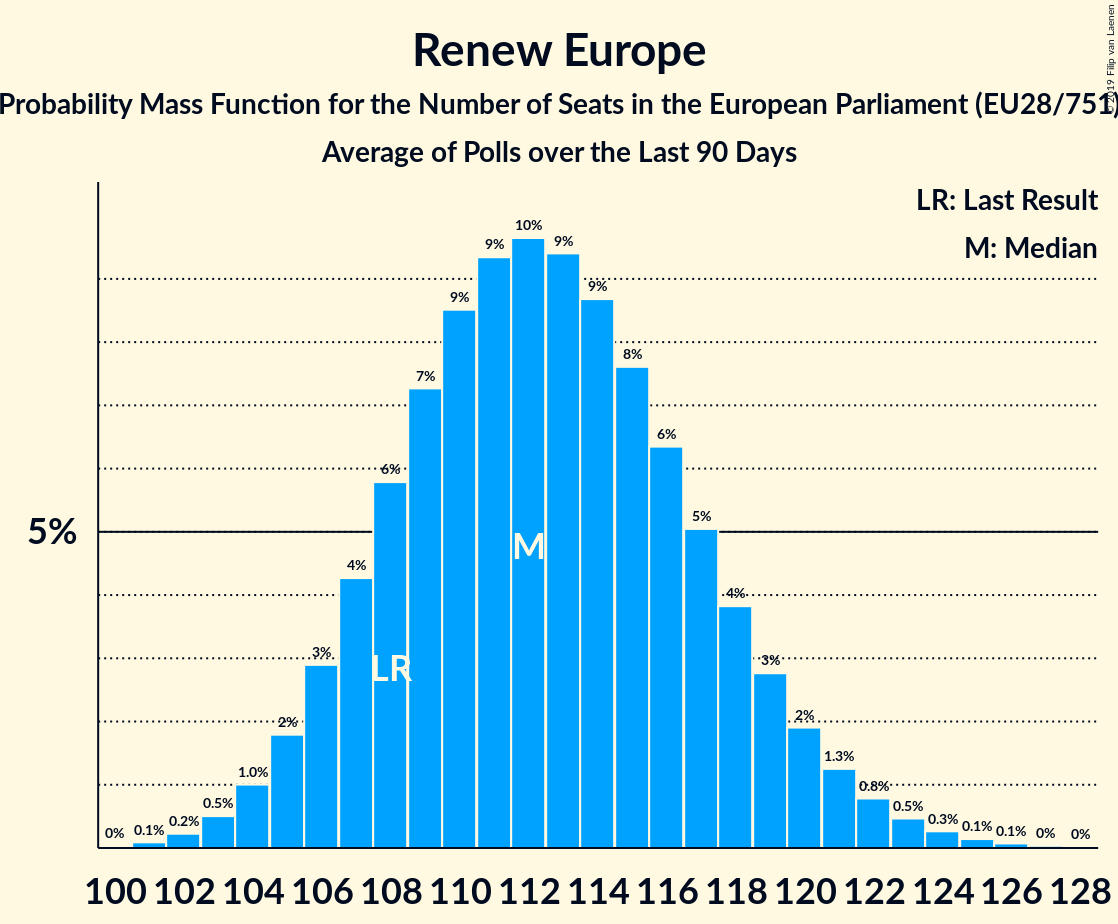 Renew Europe
Probability Mass Function for the Number of Seats in the European Parliament (EU28/751)
Average of Polls over the Last 90 Days
© 2019 Filip van Laenen
LR: Last Result
M: Median
5%
0% 0.1% 0.2% 0.5% 1.0% 2% 3% 4% 6% 7% 9% 9% 10% 9% 9% 8% 6% 5% 4% 3% 2% 1.3% 0.8% 0.5% 0.3% 0.1% 0.1% 0% 0%
M
LR
100 102 104 106 108 110 112 114 116 118 120 122 124 126 128